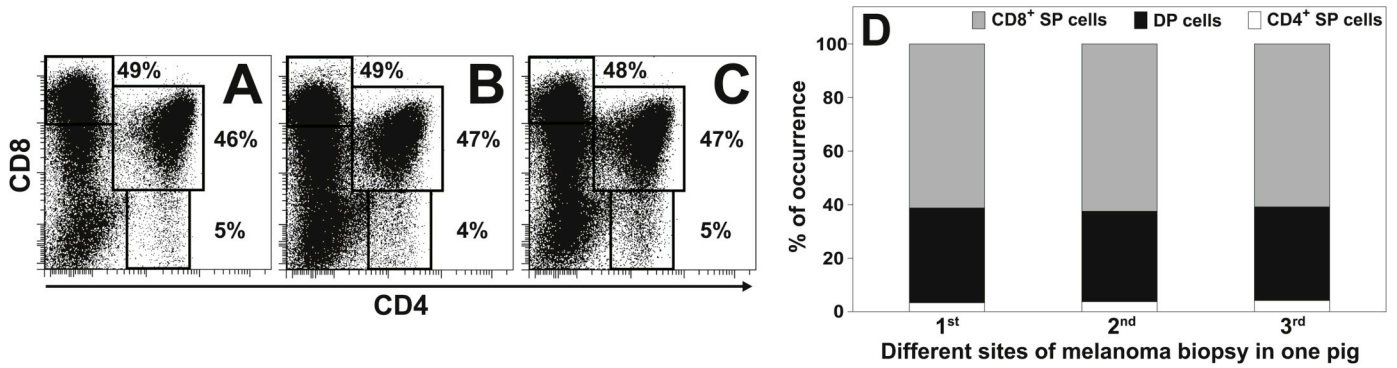 A
49%
46%
5%
B
49%
47%
4%
C
48%
47%
5%
CD8
CD4
D
CD8⁺ SP cells DP cells CD4⁺ SP cells
% of occurrence
100
80
60
40
20
0
1ˢᵗ 2ⁿᵈ 3ʳᵈ
Different sites of melanoma biopsy in one pig